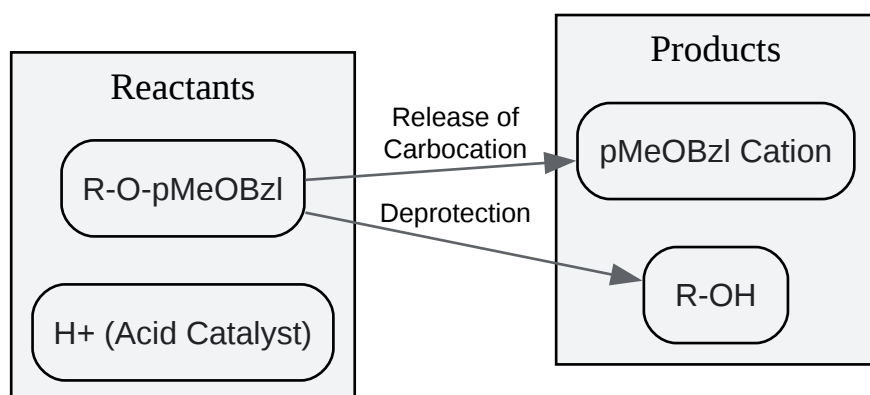 Reactants
R-O-pMeOBzl
H+ (Acid Catalyst)
Release of
Carbocation
Deprotection
Products
pMeOBzl Cation
R-OH